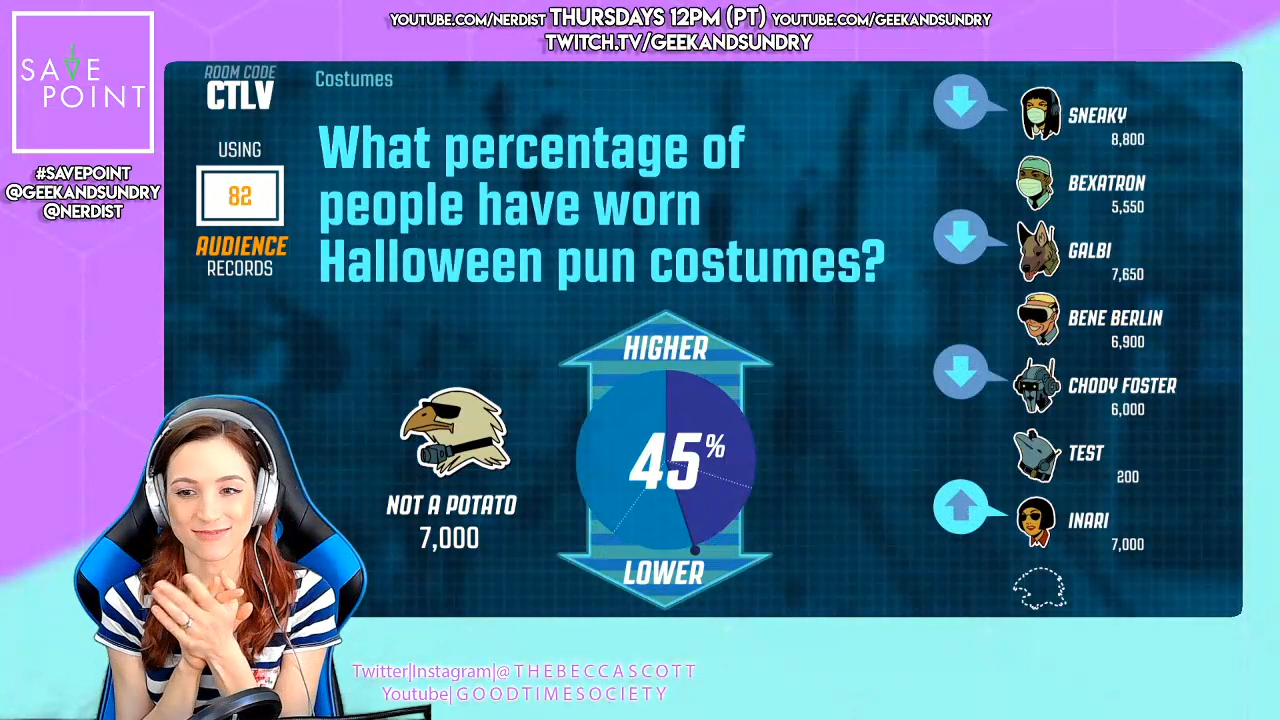 YOUTUBE.COM/NERDIST THURSDAYS 12PM (PT) YOUTUBE.COM/GEEKANDSUNDRY
TWITCH.TV/GEEKANDSUNDRY
SAVE
POINT
#SAVEPOINT
@GEEKANDSUNDRY
@NERDIST
ROOM CODE
CTLV
USING
82
AUDIENCE
RECORDS
Costumes
What percentage of
people have worn
Halloween pun costumes?
HIGHER
45%
LOWER
NOT A POTATO
7,000
SNEAKY
8,800
BEXATRON
5,550
GALBI
7,650
BENE BERLIN
6,900
CHODY FOSTER
6,000
TEST
200
INARI
7,000
Twitter|Instagram|@THEBECCASCOTT
Youtube|GOODTIMESOCIETY